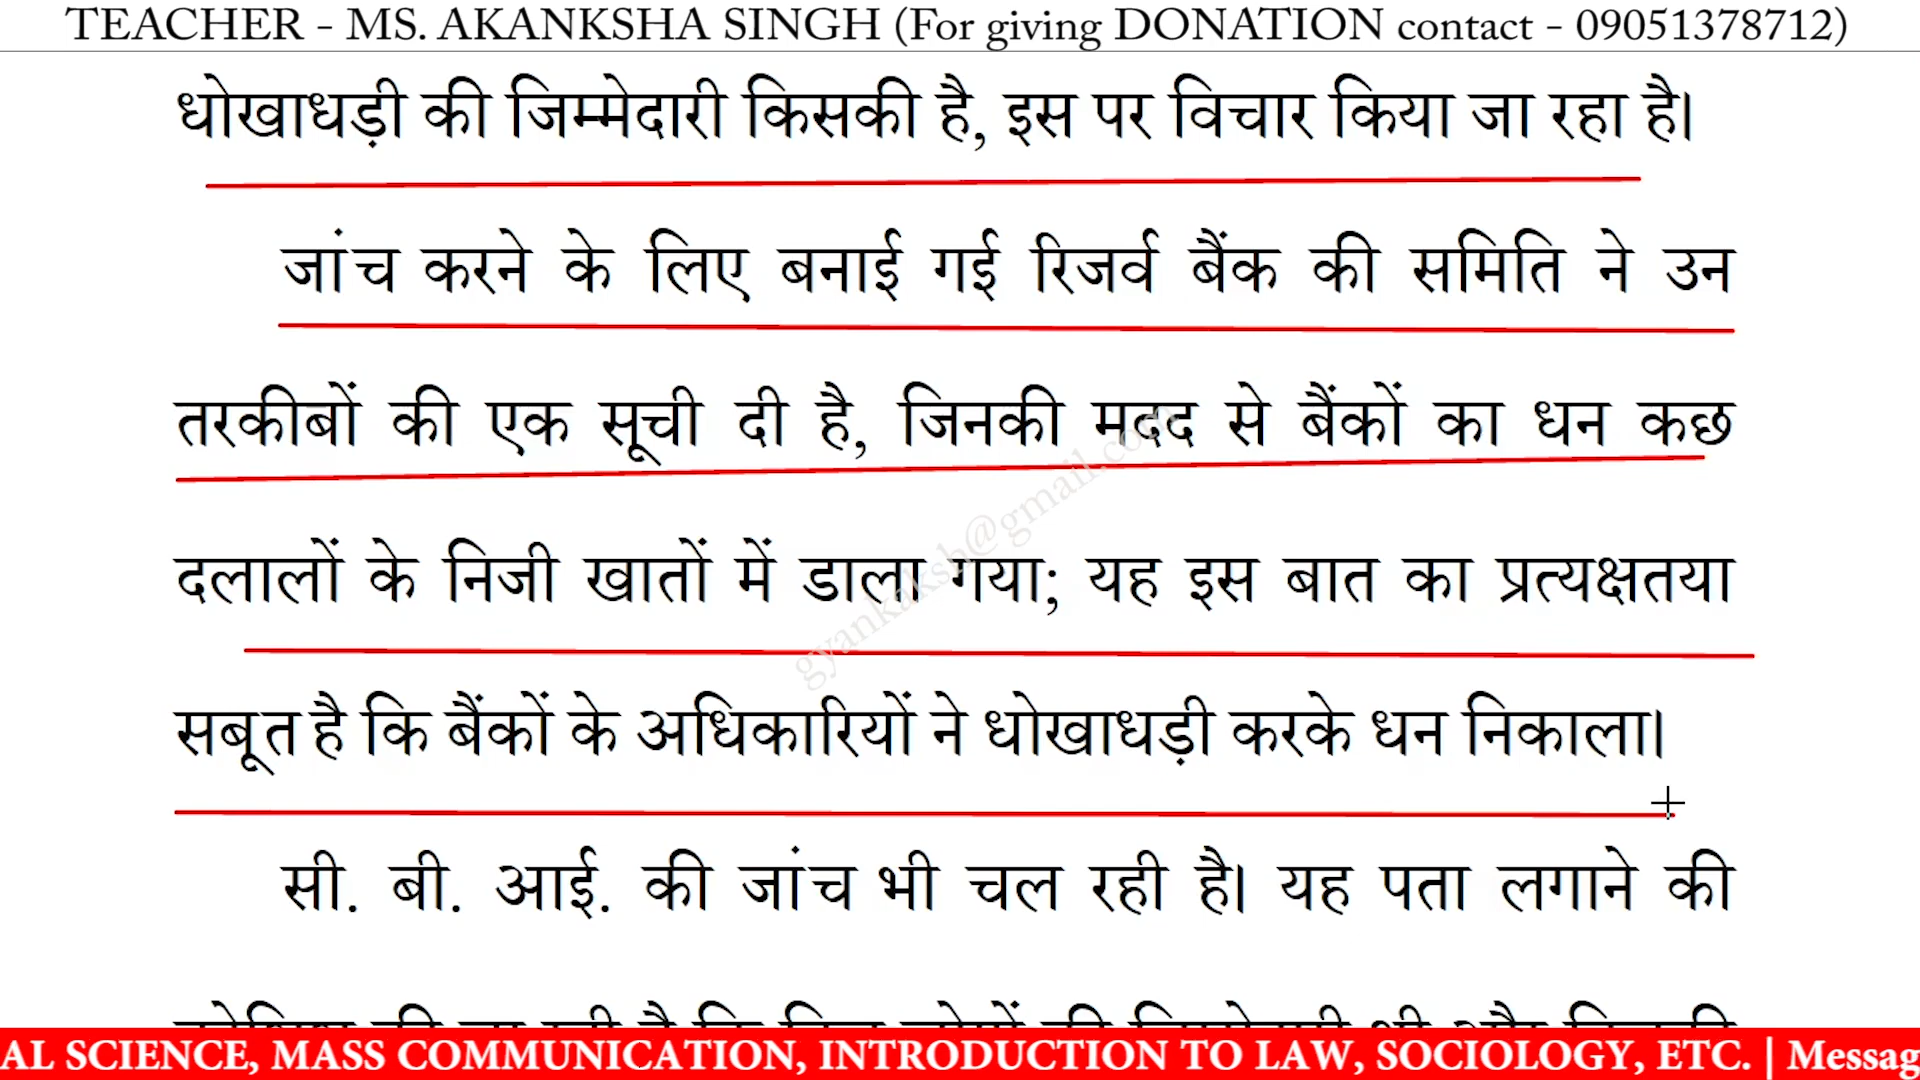 TEACHER - MS. AKANKSHA SINGH (For giving DONATION contact - 09051378712)
धोखाधड़ी की जिम्मेदारी किसकी है, इस पर विचार किया जा रहा है।
जांच करने के लिए बनाई गई रिजर्व बैंक की समिति ने उन
तरकीबों की एक सूची दी है, जिनकी मदद से बैंकों का धन कछ
दलालों के निजी खातों में डाला गया; यह इस बात का प्रत्यक्षतया
सबूत है कि बैंकों के अधिकारियों ने धोखाधड़ी करके धन निकाला।
सी. बी. आई. की जांच भी चल रही है। यह पता लगाने की
AL SCIENCE, MASS COMMUNICATION, INTRODUCTION TO LAW, SOCIOLOGY, ETC. | Messag